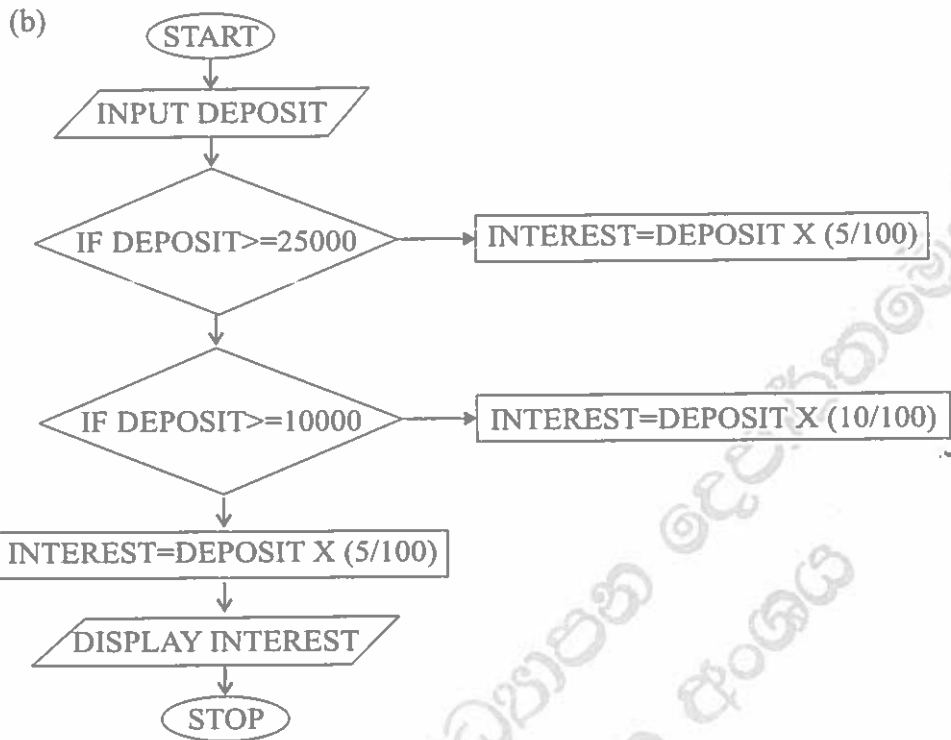 (b)
START
INPUT DEPOSIT
IF DEPOSIT>=25000
INTEREST=DEPOSIT X (5/100)
IF DEPOSIT>=10000
INTEREST=DEPOSIT X (10/100)
INTEREST=DEPOSIT X (5/100)
DISPLAY INTEREST
STOP